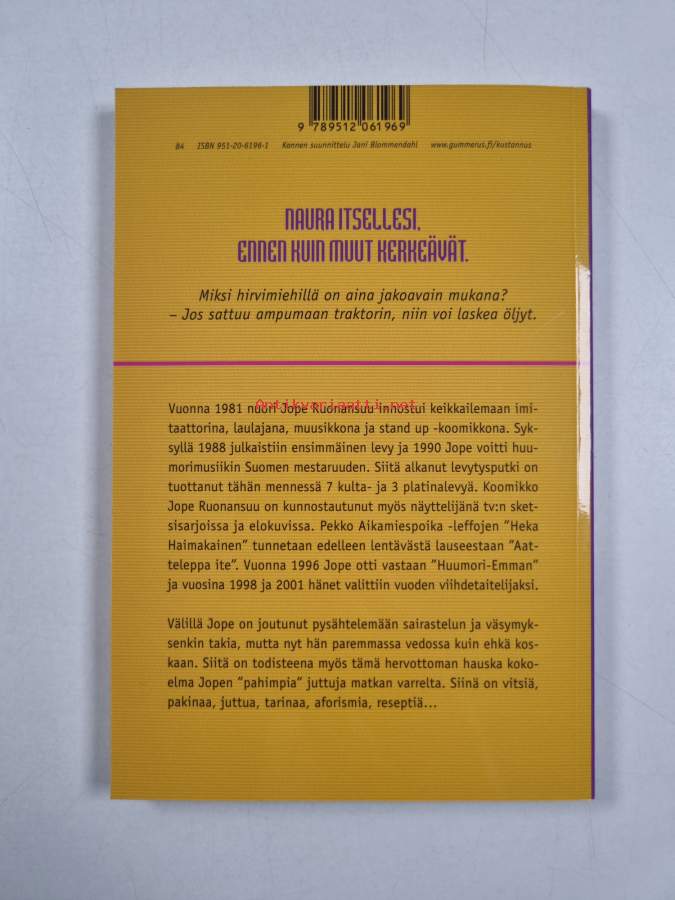 9 789512 061969
84 ISBN 951-20-6196-1 Kannen suunnittelu Jani Blommendahl www.gummerus.fi/kustannus
NAURA ITSELLESI,
ENNEN KUIN MUUT KERKEÄVÄT.
Miksi hirvimiehillä on aina jakoavain mukana?
– Jos sattuu ampumaan traktorin, niin voi laskea öljyt.
Antikvariaatti.net
Vuonna 1981 nuori Jope Ruonansuu innostui keikkailemaan imi-
taattorina, laulajana, muusikkona ja stand up -koomikkona. Syk-
syllä 1988 julkaistiin ensimmäinen levy ja 1990 Jope voitti huu-
morimusiikin Suomen mestaruuden. Siitä alkanut levytysputki on
tuottanut tähän mennessä 7 kulta- ja 3 platinalevyä. Koomikko
Jope Ruonansuu on kunnostautunut myös näyttelijänä tv:n sket-
sisarjoissa ja elokuvissa. Pekko Aikamiespoika -leffojen "Heka
Haimakainen" tunnetaan edelleen lentävästä lauseestaan "Aat-
teleppa ite". Vuonna 1996 Jope otti vastaan "Huumori-Emman"
ja vuosina 1998 ja 2001 hänet valittiin vuoden viihdetaitelijaksi.
Välillä Jope on joutunut pysähtelemään sairastelun ja väsymyk-
senkin takia, mutta nyt hän paremmassa vedossa kuin ehkä kos-
kaan. Siitä on todisteena myös tämä hervottoman hauska koko-
elma Jopen "pahimpia" juttuja matkan varrelta. Siinä on vitsiä,
pakinaa, juttua, tarinaa, aforismia, reseptiä...